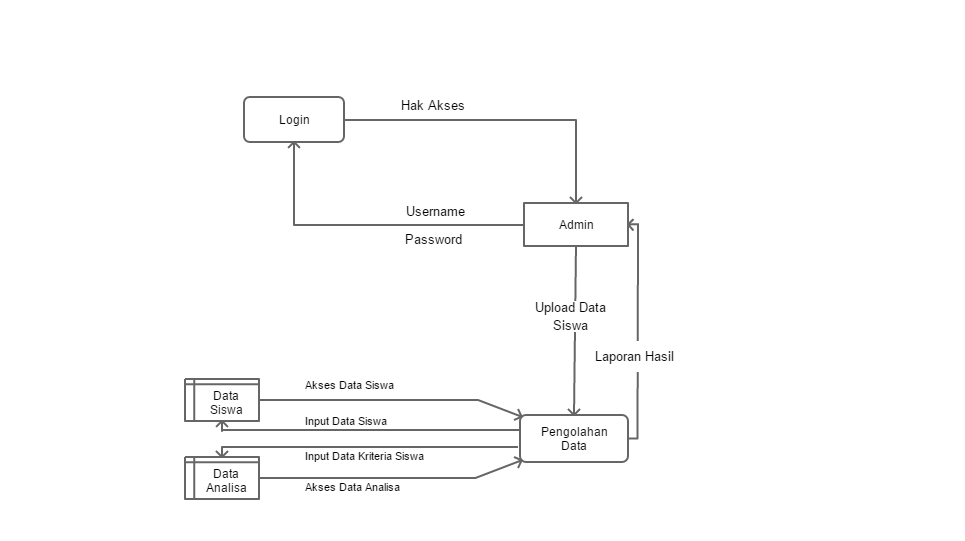 Hak Akses
Login
Username
Admin
Password
Upload Data
Siswa
Laporan Hasil
Akses Data Siswa
Data
Siswa
Input Data Siswa
Pengolahan
Data
Input Data Kriteria Siswa
Data
Analisa
Akses Data Analisa